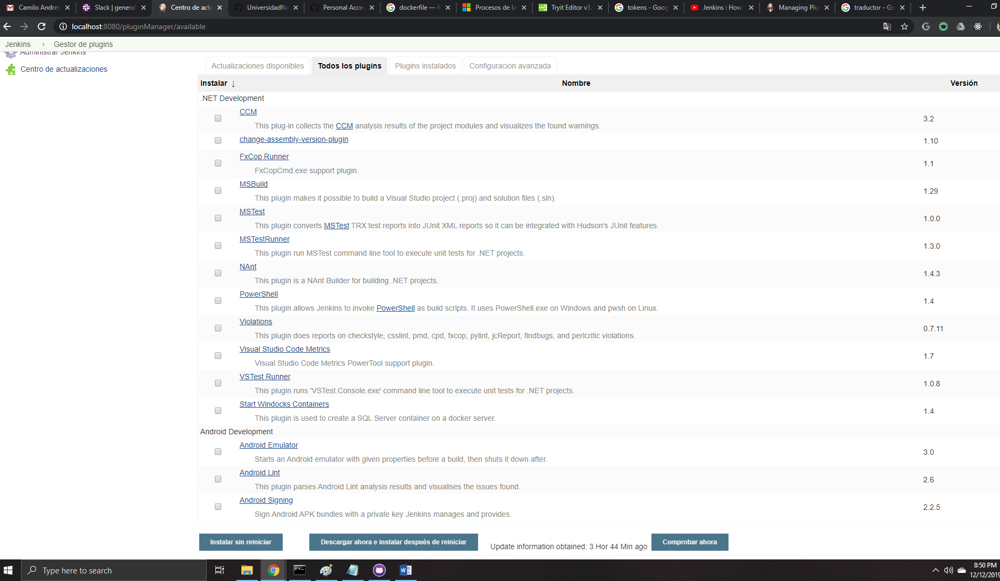 Camilo Andres
Slack | general
Centro de actu
UniversidadNa
Personal Acces
dockerfile — R
Procesos de la
Tryit Editor v3.
tokens - Goog
Jenkins : How
Managing Plug
traductor - Go
localhost:8080/pluginManager/available
Jenkins
Gestor de plugins
Administrar Jenkins
Centro de actualizaciones
Actualizaciones disponibles
Todos los plugins
Plugins instalados
Configuracion avanzada
Instalar ↓
Nombre
Versión
.NET Development
CCM
This plug-in collects the CCM analysis results of the project modules and visualizes the found warnings.
3.2
change-assembly-version-plugin
1.10
FxCop Runner
FxCopCmd.exe support plugin.
1.1
MSBuild
This plugin makes it possible to build a Visual Studio project (.proj) and solution files (.sln).
1.29
MSTest
This plugin converts MSTest TRX test reports into JUnit XML reports so it can be integrated with Hudson's JUnit features.
1.0.0
MSTestRunner
This plugin run MSTest command line tool to execute unit tests for .NET projects.
1.3.0
NAnt
This plugin is a NAnt Builder for building .NET projects.
1.4.3
PowerShell
This plugin allows Jenkins to invoke PowerShell as build scripts. It uses PowerShell.exe on Windows and pwsh on Linux.
1.4
Violations
This plugin does reports on checkstyle, csslint, pmd, cpd, fxcop, pylint, jcReport, findbugs, and perlcritic violations.
0.7.11
Visual Studio Code Metrics
Visual Studio Code Metrics PowerTool support plugin.
1.7
VSTest Runner
This plugin runs 'VSTest.Console.exe' command line tool to execute unit tests for .NET projects.
1.0.8
Start Windocks Containers
This plugin is used to create a SQL Server container on a docker server.
1.4
Android Development
Android Emulator
Starts an Android emulator with given properties before a build, then shuts it down after.
3.0
Android Lint
This plugin parses Android Lint analysis results and visualises the issues found.
2.6
Android Signing
Sign Android APK bundles with a private key Jenkins manages and provides.
2.2.5
Instalar sin reiniciar
Descargar ahora e instalar después de reiniciar
Update information obtained: 3 Hor 44 Min ago
Comprobar ahora
Type here to search
8:50 PM
12/12/2019